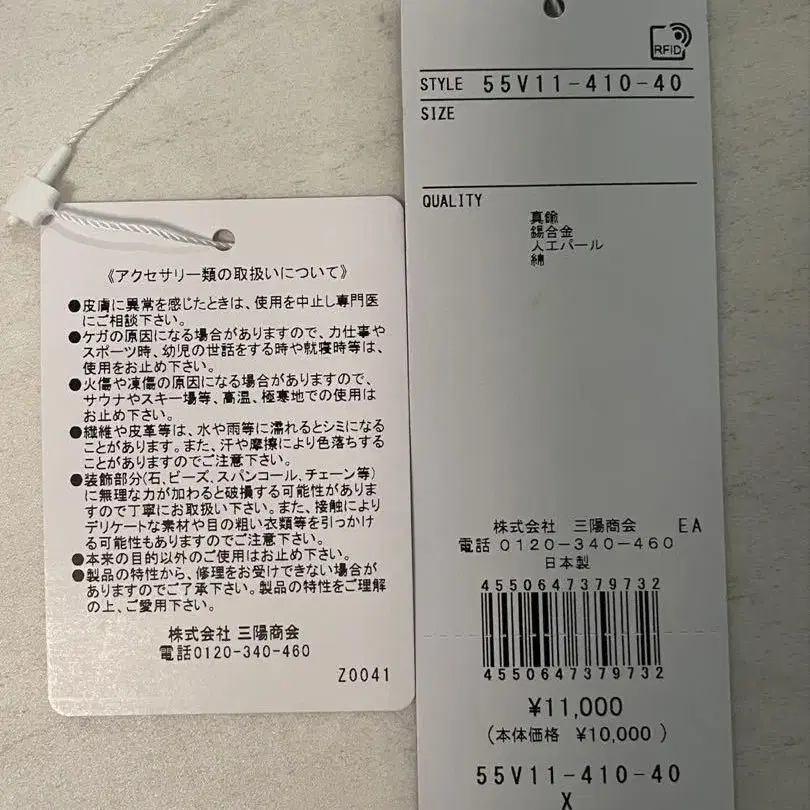 《アクセサリー類の取扱いについて》
●皮膚に異常を感じたときは、使用を中止し専門医
にご相談下さい。
●ケガの原因になる場合がありますので、力仕事や
スポーツ時、幼児の世話をする時や就寝時等は、
使用をお止め下さい。
●火傷や凍傷の原因になる場合がありますので、
サウナやスキー場等、高温、極寒地での使用は
お止め下さい。
●繊維や皮革等は、水や雨等に濡れるとシミになる
ことがあります。また、汗や摩擦により色落ちする
ことがありますのでご注意下さい。
●装飾部分(石、ビーズ、スパンコール、チェーン等)
に無理な力が加わると破損する可能性がありま
すので丁寧にお取扱い下さい。また、接触により
デリケートな素材や目の粗い衣類等を引っかけ
る可能性もありますのでご注意下さい。
●本来の目的以外のご使用はお止め下さい。
●製品の特性から、修理をお受けできない場合が
ありますのでご了承下さい。製品の特性をご理解
の上、ご愛用下さい。
株式会社 三陽商会
電話0120-340-460
Z0041
RFID
STYLE 55V11-410-40
SIZE
QUALITY
真鍮
錫合金
人工パール
綿
株式会社 三陽商会 EA
電話 0120-340-460
日本製
4550647379732
4550647379732
¥11,000
(本体価格 ¥10,000 )
55V11-410-40
X